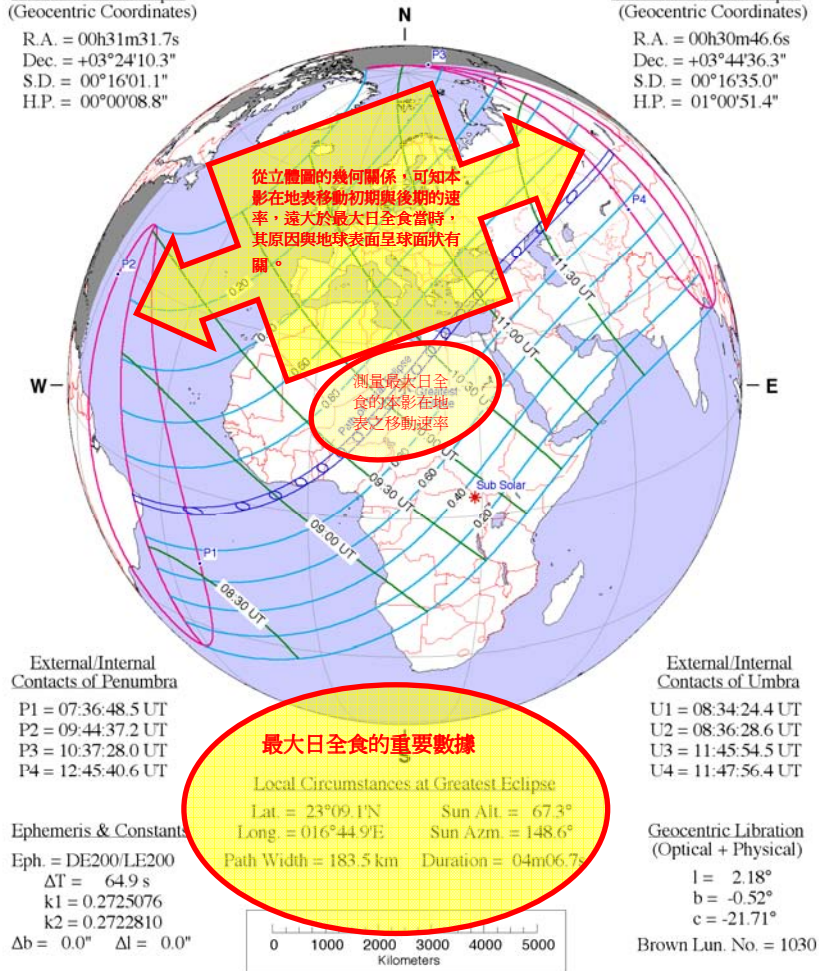 (Geocentric Coordinates)
R.A. = 00h31m31.7s
Dec. = +03°24'10.3"
S.D. = 00°16'01.1"
H.P. = 00°00'08.8"
(Geocentric Coordinates)
R.A. = 00h30m46.6s
Dec. = +03°44'36.3"
S.D. = 00°16'35.0"
H.P. = 01°00'51.4"
N
P3
從立體圖的幾何關係，可知本
影在地表移動初期與後期的速
率，遠大於最大日全食當時，
其原因與地球表面呈球面狀有
關。
P4
P2
0.20
11:30 UT
11:00 UT
0.60
W
E
測量最大日全
食的本影在地
表之移動速率
10:30 UT
0.60
0.40
0.20
Sub Solar
09:30 UT
09:00 UT
P1
08:30 UT
External/Internal
Contacts of Penumbra
P1 = 07:36:48.5 UT
P2 = 09:44:37.2 UT
P3 = 10:37:28.0 UT
P4 = 12:45:40.6 UT
External/Internal
Contacts of Umbra
U1 = 08:34:24.4 UT
U2 = 08:36:28.6 UT
U3 = 11:45:54.5 UT
U4 = 11:47:56.4 UT
S
最大日全食的重要數據
Local Circumstances at Greatest Eclipse
Lat. = 23°09.1'N Sun Alt. = 67.3°
Long. = 016°44.9'E Sun Azm. = 148.6°
Path Width = 183.5 km Duration = 04m06.7s
Ephemeris & Constants
Eph. = DE200/LE200
ΔT = 64.9 s
k1 = 0.2725076
k2 = 0.2722810
Δb = 0.0" Δl = 0.0"
Geocentric Libration
(Optical + Physical)
l = 2.18°
b = -0.52°
c = -21.71°
Brown Lun. No. = 1030
0 1000 2000 3000 4000 5000
Kilometers